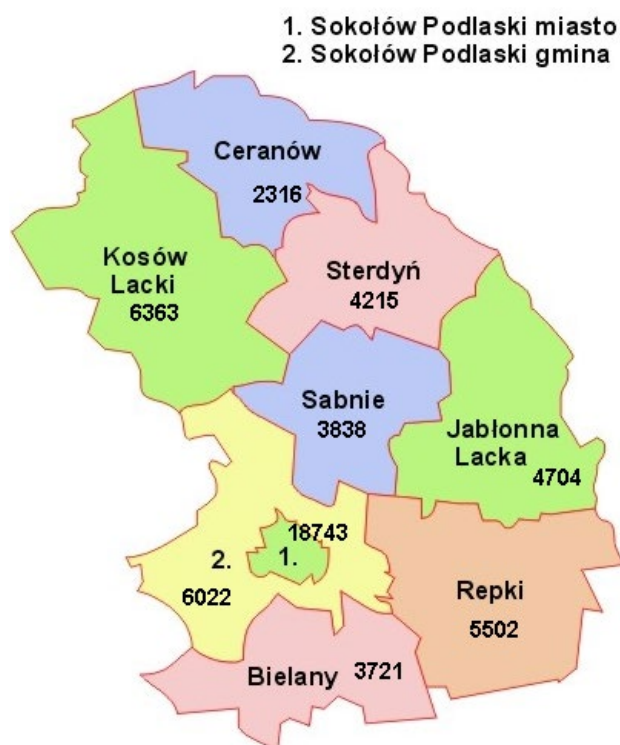 1. Sokołów Podlaski miasto
2. Sokołów Podlaski gmina
Ceranów
2316
Kosów
Lacki
6363
Sterdyń
4215
Sabnie
3838
Jabłonna
Lacka
4704
18743
1.
2.
6022
Repki
5502
Bielany
3721